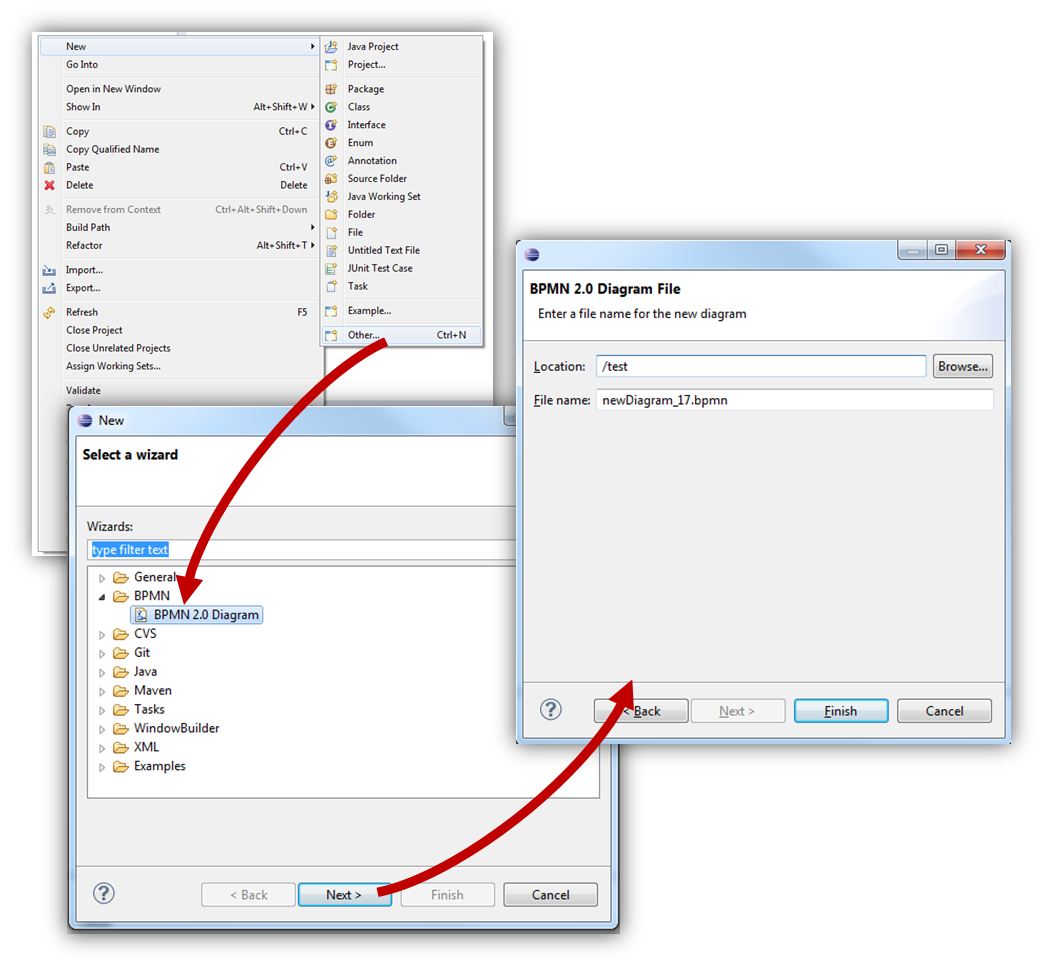 New
Go Into
Open in New Window
Show In Alt+Shift+W
Copy Ctrl+C
Copy Qualified Name
Paste Ctrl+V
Delete Delete
Remove from Context Ctrl+Alt+Shift+Down
Build Path
Refactor Alt+Shift+T
Import...
Export...
Refresh F5
Close Project
Close Unrelated Projects
Assign Working Sets...
Validate
Java Project
Project...
Package
Class
Interface
Enum
Annotation
Source Folder
Java Working Set
Folder
File
Untitled Text File
JUnit Test Case
Task
Example...
Other... Ctrl+N
New
Select a wizard
Wizards:
type filter text
General
BPMN
BPMN 2.0 Diagram
CVS
Git
Java
Maven
Tasks
WindowBuilder
XML
Examples
< Back Next > Finish Cancel
BPMN 2.0 Diagram File
Enter a file name for the new diagram
Location: /test Browse...
File name: newDiagram_17.bpmn
< Back Next > Finish Cancel